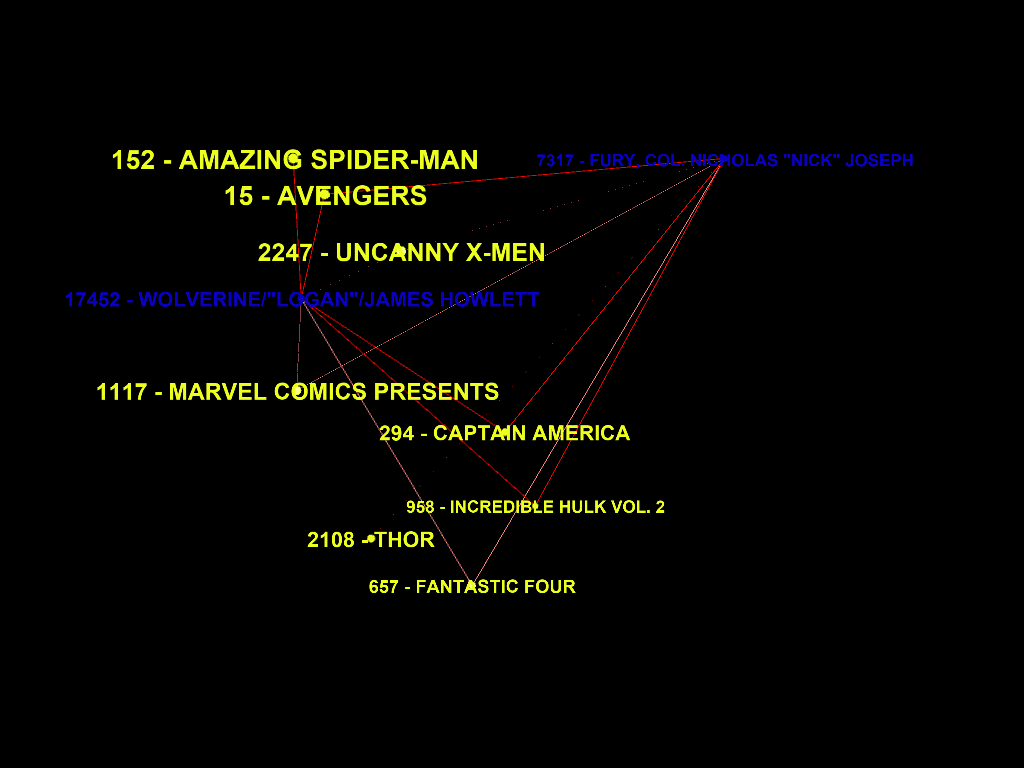 152 - AMAZING SPIDER-MAN
7317 - FURY, COL. NICHOLAS "NICK" JOSEPH
15 - AVENGERS
2247 - UNCANNY X-MEN
17452 - WOLVERINE/"LOGAN"/JAMES HOWLETT
1117 - MARVEL COMICS PRESENTS
294 - CAPTAIN AMERICA
958 - INCREDIBLE HULK VOL. 2
2108 - THOR
657 - FANTASTIC FOUR